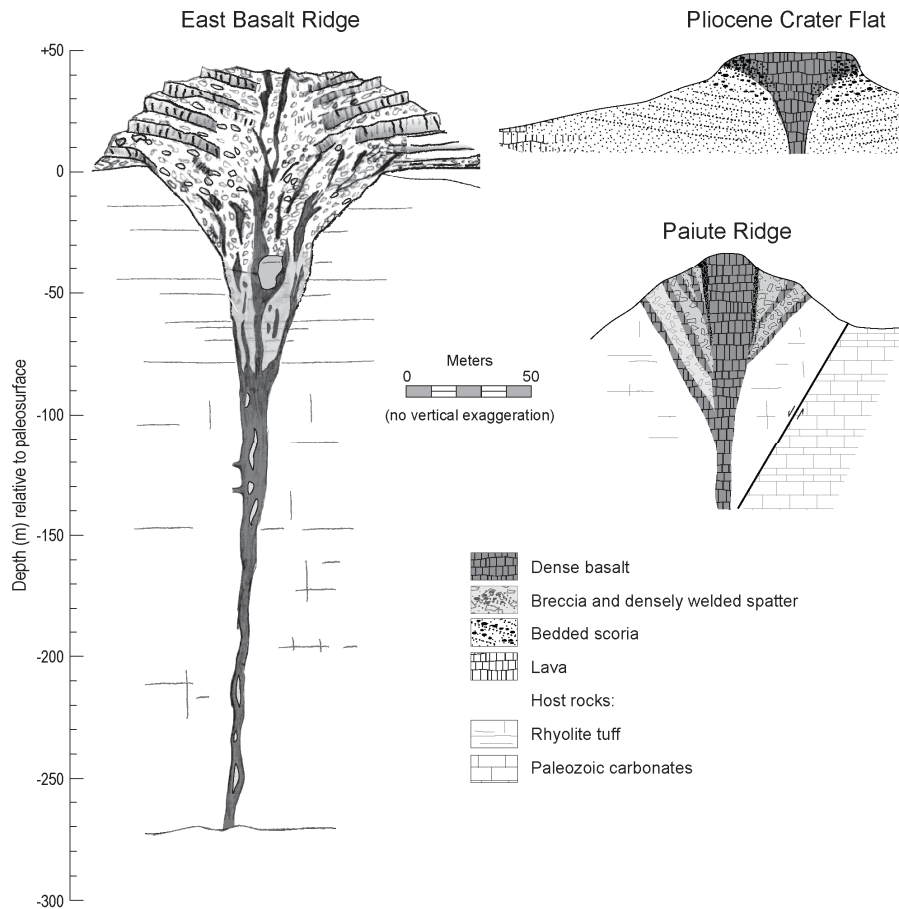 East Basalt Ridge
Pliocene Crater Flat
Paiute Ridge
Depth (m) relative to paleosurface
+50
0
-50
-100
-150
-200
-250
-300
Meters
0 50
(no vertical exaggeration)
Dense basalt
Breccia and densely welded spatter
Bedded scoria
Lava
Host rocks:
Rhyolite tuff
Paleozoic carbonates